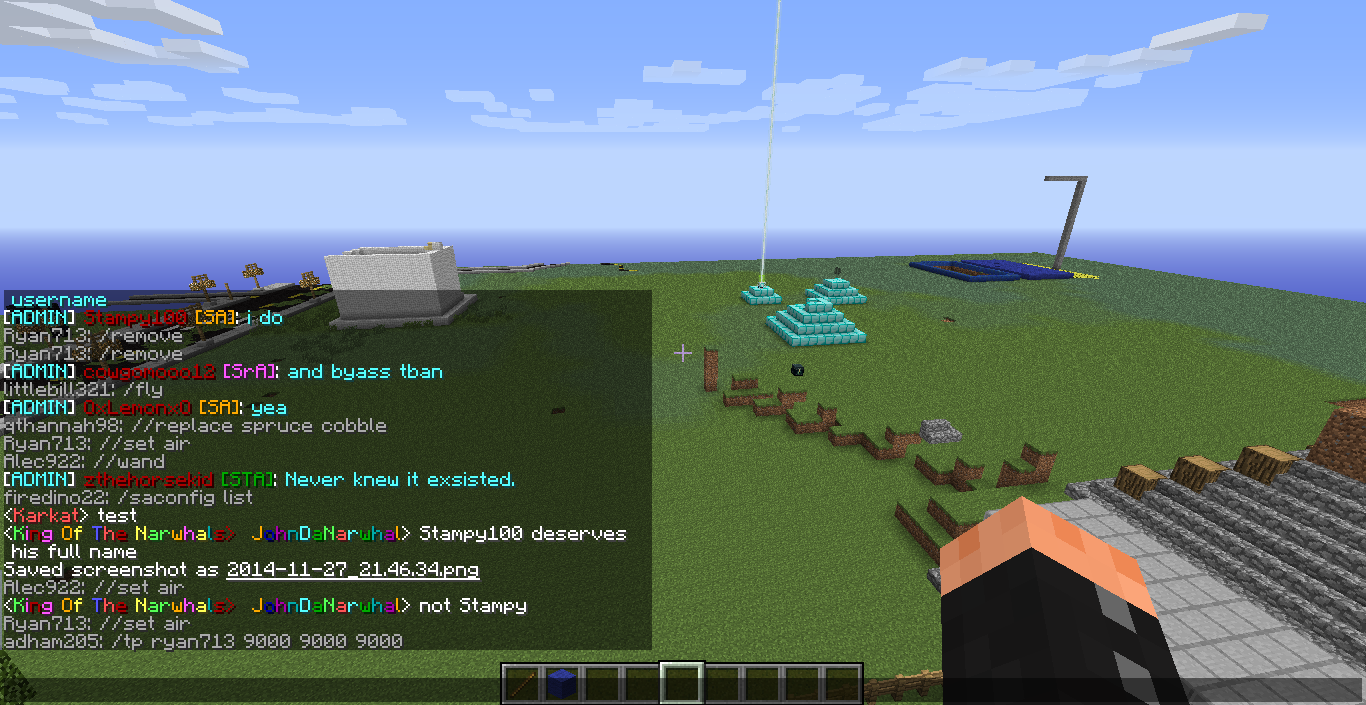 username
[ADMIN] Stampy100 [SA]: i do
Ryan713: /remove
Ryan713: /remove
[ADMIN] cowgomooo12 [SrA]: and byass tban
littlebill321: /fly
[ADMIN] 0xLemonx0 [SA]: yea
qthannah98: //replace spruce cobble
Ryan713: //set air
Alec922: //wand
[ADMIN] zthehorsekid [STA]: Never knew it exsisted.
firedino22: /saconfig list
<Karkat> test
<King Of The Narwhals> JohnDaNarwhal> Stampy100 deserves
his full name
Saved screenshot as 2014-11-27_21.46.34.png
Alec922: //set air
<King Of The Narwhals> JohnDaNarwhal> not Stampy
Ryan713: //set air
adham205: /tp ryan713 9000 9000 9000